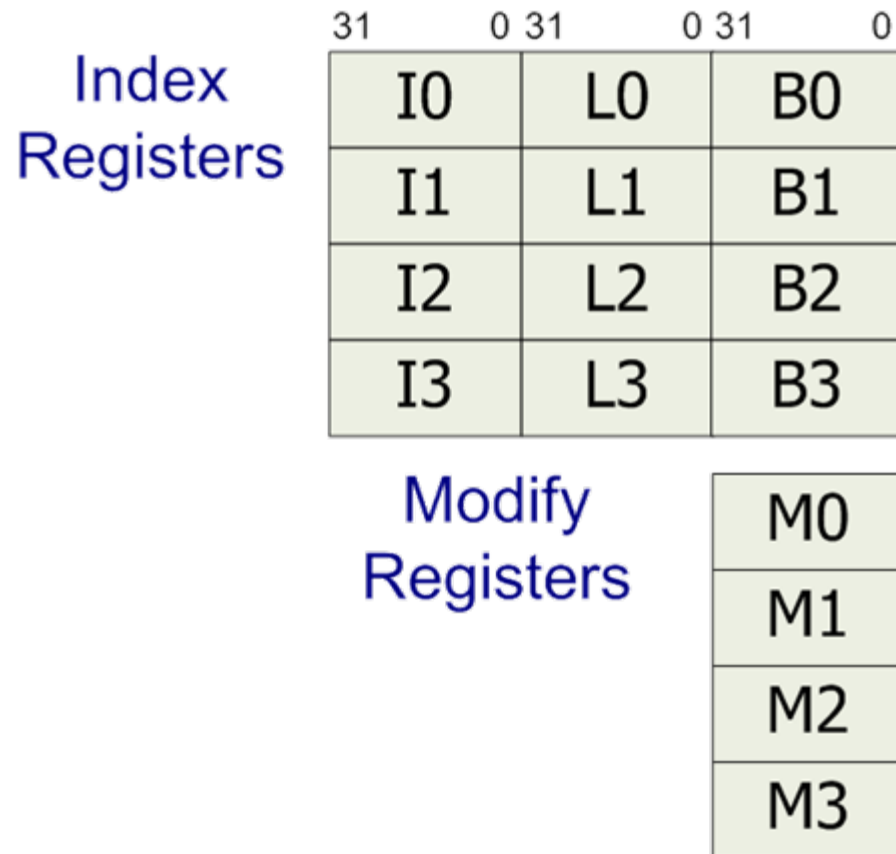 31 0 31 0 31 0
Index
Registers
I0 L0 B0
I1 L1 B1
I2 L2 B2
I3 L3 B3
Modify
Registers
M0
M1
M2
M3